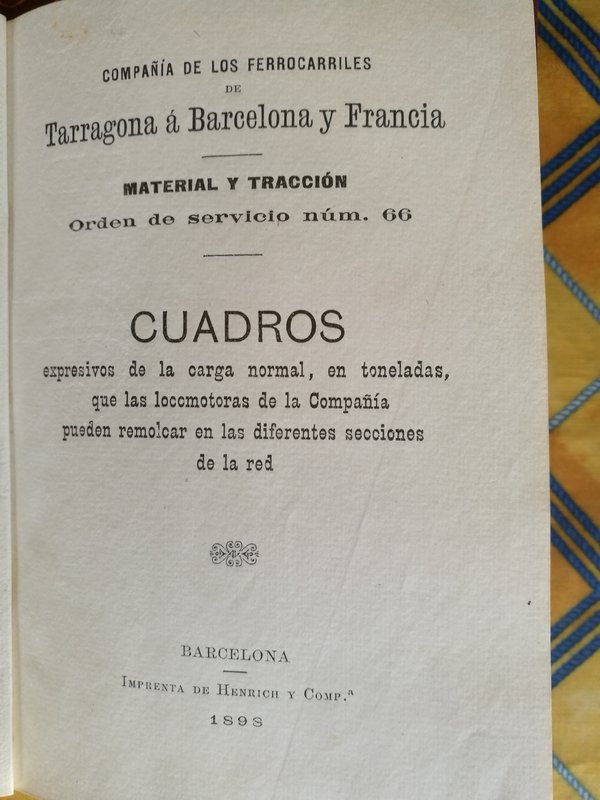 COMPAÑÍA DE LOS FERROCARRILES
DE
Tarragona á Barcelona y Francia
MATERIAL Y TRACCIÓN
Orden de servicio núm. 66
CUADROS
expresivos de la carga normal, en toneladas,
que las locomotoras de la Compañía
pueden remolcar en las diferentes secciones
de la red
BARCELONA
IMPRENTA DE HENRICH Y COMP.ª
1898